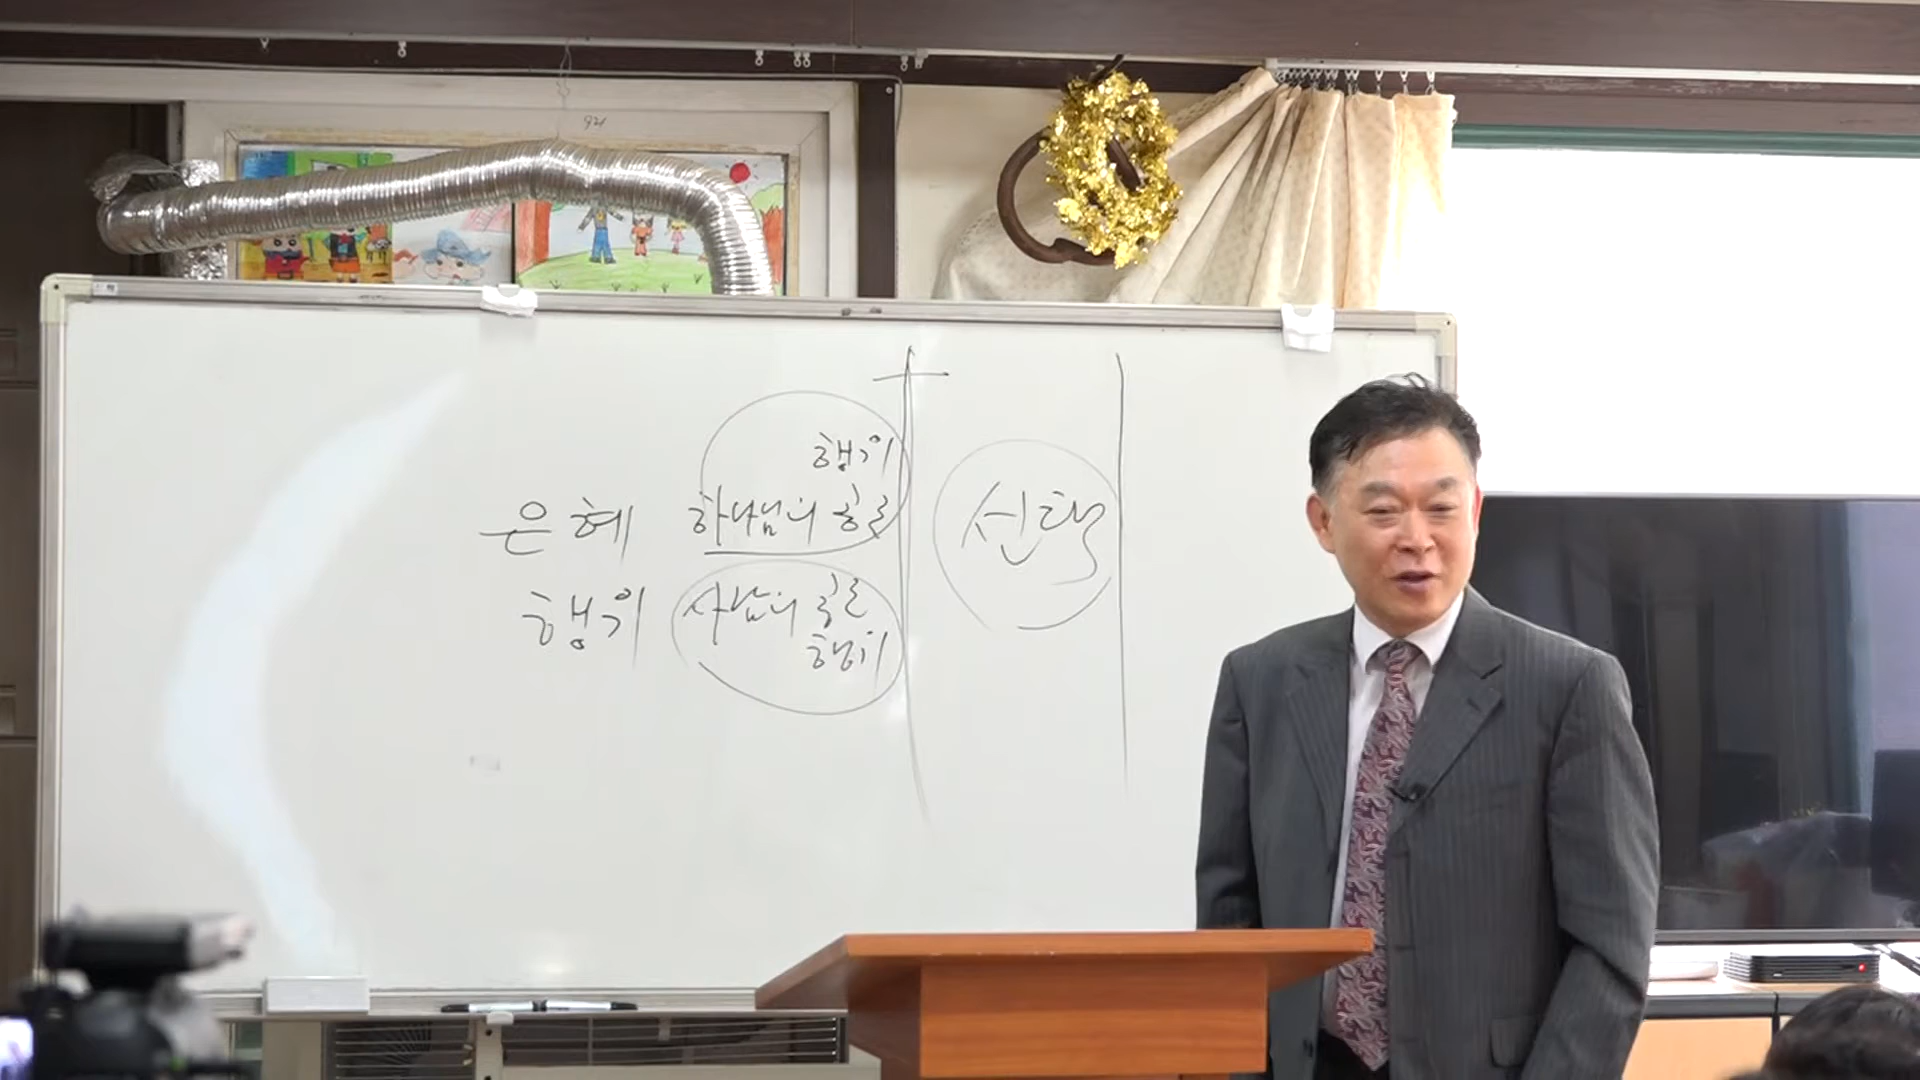 행위
은혜 하나님의 힘으로
행위 사람의 힘으로
행위
선택